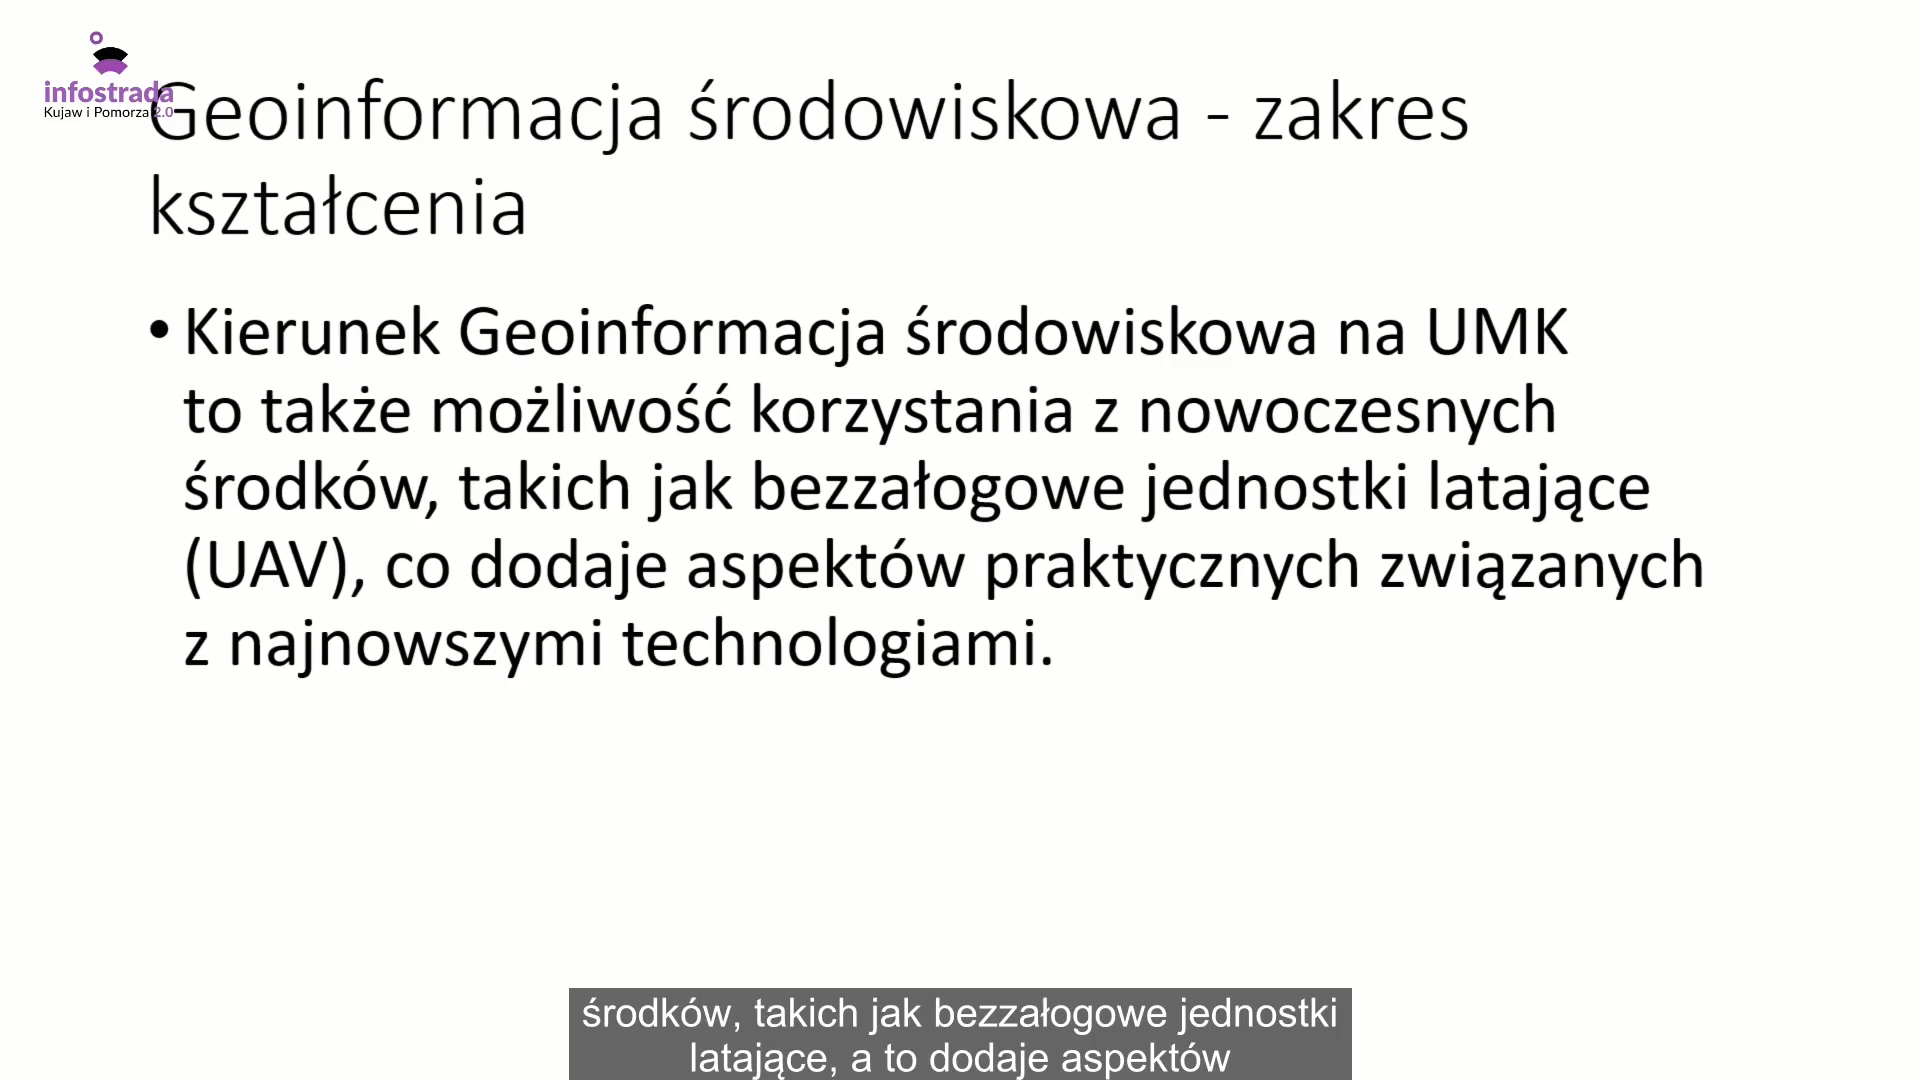 infostrada
Kujaw i Pomorza 2.0
Geoinformacja środowiskowa - zakres
kształcenia
• Kierunek Geoinformacja środowiskowa na UMK
to także możliwość korzystania z nowoczesnych
środków, takich jak bezzałogowe jednostki latające
(UAV), co dodaje aspektów praktycznych związanych
z najnowszymi technologiami.
środków, takich jak bezzałogowe jednostki
latające, a to dodaje aspektów